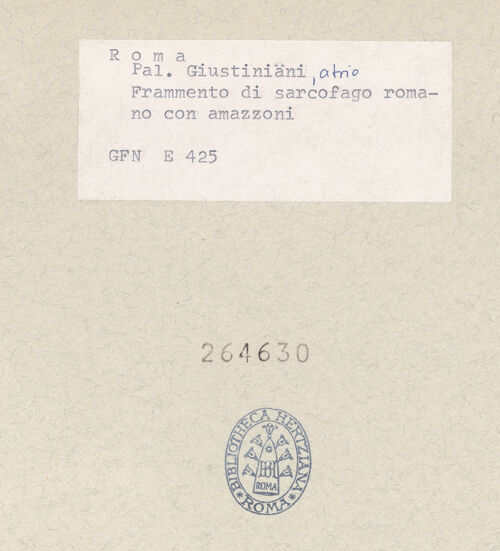 R o m a
Pal. Giustiniani, atrio
Frammento di sarcofago roma-
no con amazzoni
GFN E 425
264630
BIBLIOTHECA HERTZIANA
ROMA
* ROMA *